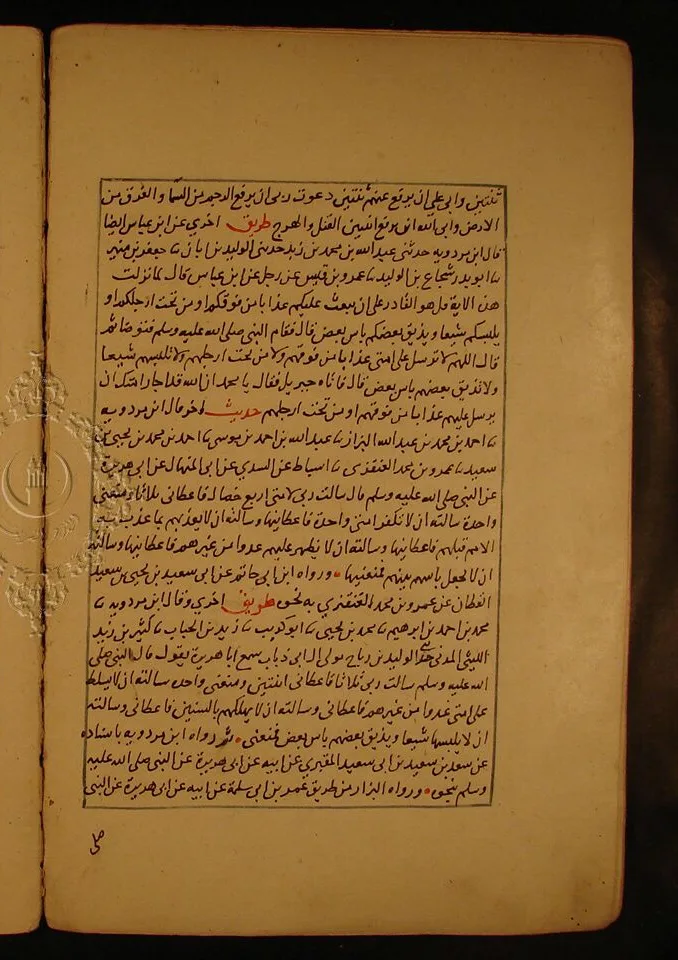 ثنتين وابى علي ان يرفع عنهم ثنتين دعوت ربى ان يرفع الرجم من السما والغرق من
الارض وابى الله ان يرفع اثنين القتل والهرج طريق اخرى عن ابن عباس ايضا
قال ابن مردويه حدثنى عبد الله بن محمد بن زيد حدثنى الوليد بن ابان ثنا جعفر بن منير
ثنا ابو بدر شجاع بن الوليد ثنا عمرو بن قيس عن رجل عن ابن عباس قال لما نزلت
هذه الاية قل هو القادر على ان يبعث عليكم عذابا من فوقكم او من تحت ارجلكم او
يلبسكم شيعا ويذيق بعضكم باس بعض قال فقام النبى صلى الله عليه وسلم فتوضا ثم
قال اللهم لا ترسل على امتى عذابا من فوقهم ولا من تحت ارجلهم ولا تلبسهم شيعا
ولا تذيق بعضهم باس بعض قال فاتاه جبريل فقال يا محمد ان الله قد اجار امتك ان
يرسل عليهم عذابا من فوقهم او من تحت ارجلهم حديث اخر قال ابن مردويه
ثنا احمد بن محمد بن عبد الله البزاز ثنا عبد الله بن احمد بن موسى ثنا احمد بن محمد بن يحيى بن
سعيد ثنا عمرو بن محمد العنقزى ثنا اسباط عن السدى عن ابى المنهال عن ابى هريرة
عن النبى صلى الله عليه وسلم قال سالت ربى لامتى اربع خصال فاعطانى ثلاثا ومنعنى
واحدة سالته ان لا تكفر امتى واحدة فاعطانيها وسالته ان لا يعذبهم بما عذب به
الامم قبلهم فاعطانيها وسالته ان لا يظهر عليهم عدوا من غيرهم فاعطانيها وسالته
ان لا يجعل باسهم بينهم فمنعنيها ورواه ابن ابى حاتم عن ابى سعيد بن يحيى بن سعيد
القطان عن عمرو بن محمد العنقزى به نحوه طريق اخرى وقال ابن مردويه ثنا
محمد بن احمد بن ابرهيم ثنا محمد بن يحيى ثنا ابو كريب ثنا زيد بن الحباب ثنا كثير بن زيد
الليثى المدنى حدثنى الوليد بن رباح مولى ال ابى ذباب سمع ابا هريرة يقول قال النبى صلى
الله عليه وسلم سالت ربى ثلاثا فاعطانى اثنتين ومنعنى واحده سالته ان لا يسلط
على امتى عدوا من غيرهم فاعطانى وسالته ان لا يهلكهم بالسنين فاعطانى وسالته
ان لا يلبسها شيعا ويذيق بعضهم باس بعض فمنعنى ثم رواه ابن مردويه باسناده
عن سعد بن سعيد بن ابى سعيد المقبرى عن ابيه عن ابى هريرة عن النبى صلى الله عليه
وسلم بنحوه ورواه البزار من طريق عمر بن ابى سلمة عن ابيه عن ابى هريرة عن النبى
صلى